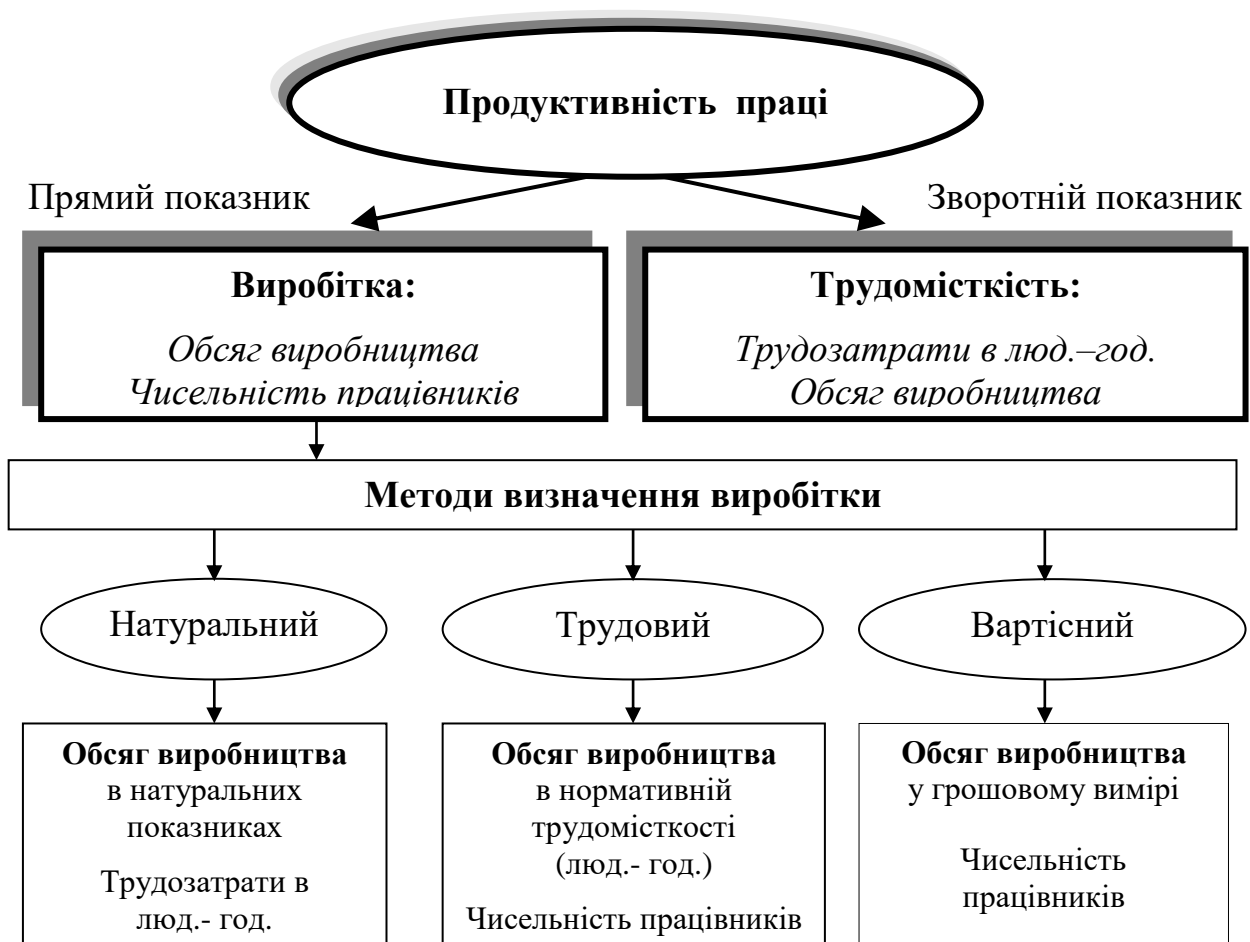 Продуктивність праці
Прямий показник
Зворотній показник
Виробітка:
Обсяг виробництва
Чисельність працівників
Трудомісткість:
Трудозатрати в люд.–год.
Обсяг виробництва
Методи визначення виробітки
Натуральний
Трудовий
Вартісний
Обсяг виробництва
в натуральних
показниках
Трудозатрати в
люд.- год.
Обсяг виробництва
в нормативній
трудомісткості
(люд.- год.)
Чисельність працівників
Обсяг виробництва
у грошовому вимірі
Чисельність
працівників